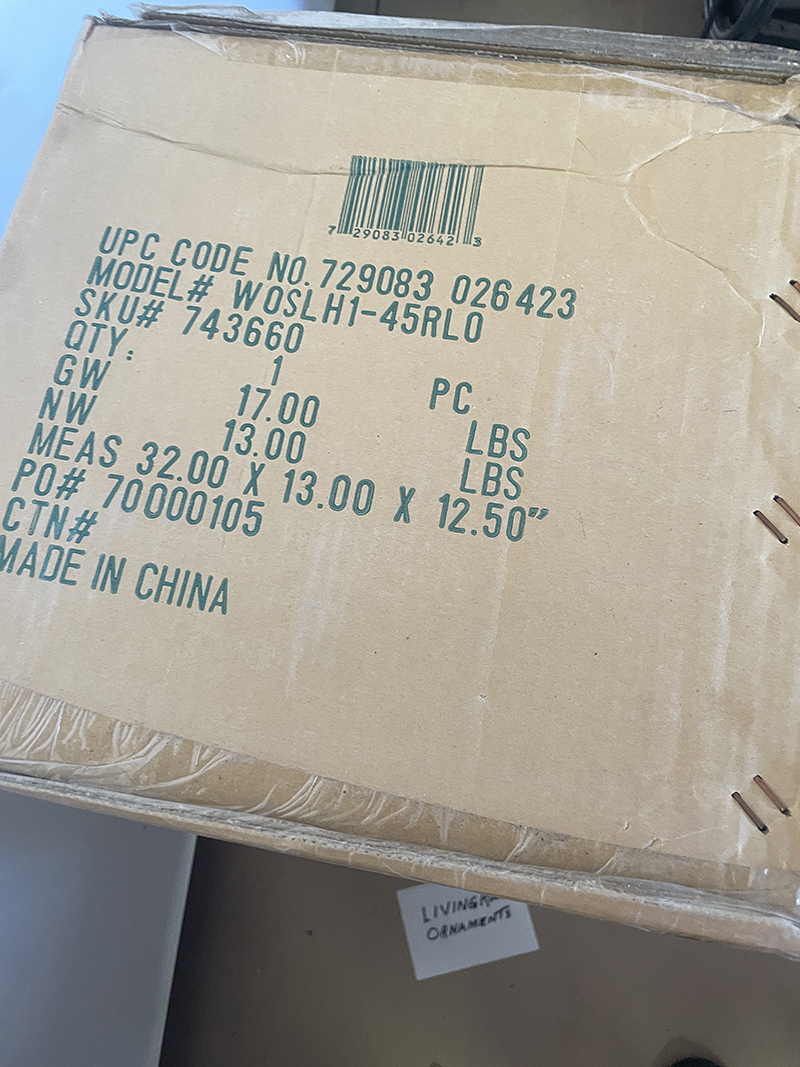 7 29083 02642 3
UPC CODE NO. 729083 026423
MODEL# WOSLH1-45RLO
SKU# 743660
QTY: 1 PC
GW 17.00 LBS
NW 13.00 LBS
MEAS 32.00 X 13.00 X 12.50"
PO# 70000105
CTN#
MADE IN CHINA
ORNAMENTS